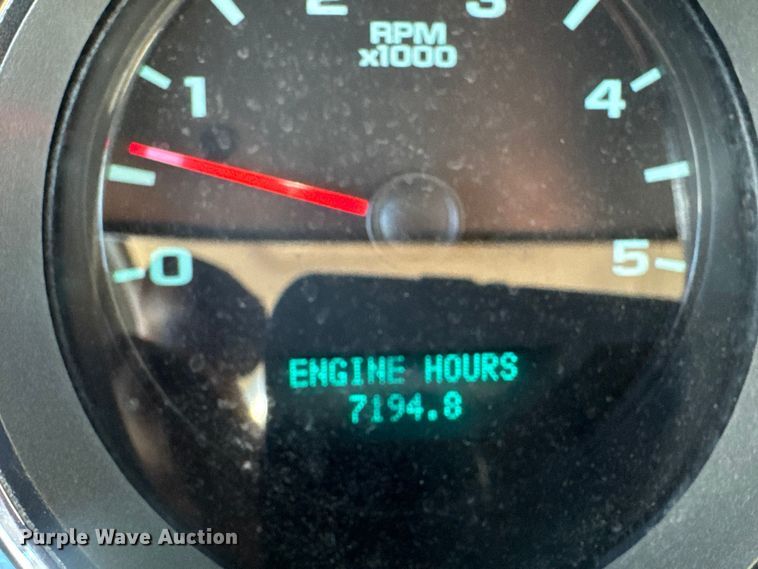 2 3
RPM
x1000
1 4
0 5
ENGINE HOURS
7194.8
Purple Wave Auction®